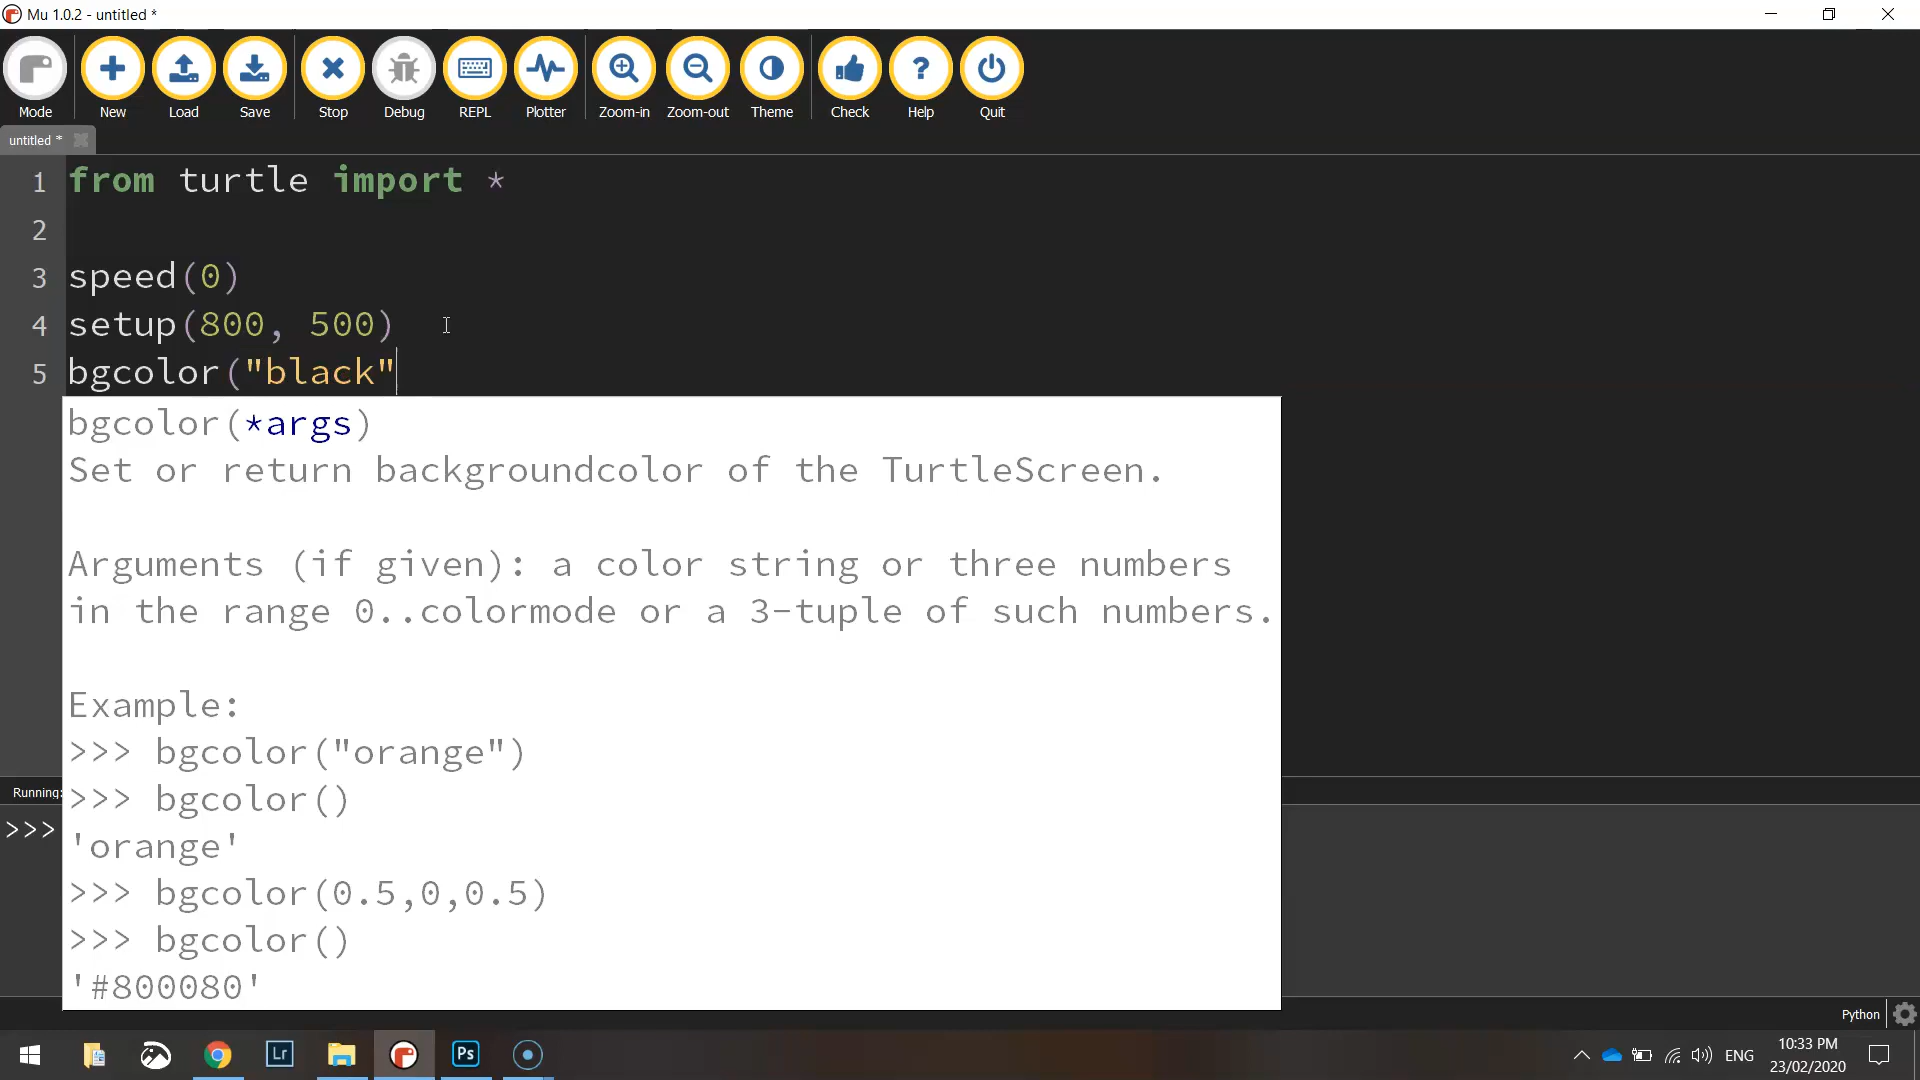 Mu 1.0.2 - untitled *
Mode New Load Save Stop Debug REPL Plotter Zoom-in Zoom-out Theme Check Help Quit
untitled *
1 from turtle import *
2
3 speed(0)
4 setup(800, 500)
5 bgcolor("black"
bgcolor(*args)
Set or return backgroundcolor of the TurtleScreen.
Arguments (if given): a color string or three numbers
in the range 0..colormode or a 3-tuple of such numbers.
Example:
>>> bgcolor("orange")
Running:
>>> bgcolor()
>>>
'orange'
>>> bgcolor(0.5,0,0.5)
>>> bgcolor()
'#800080'
Python
Lr Ps ENG 10:33 PM
23/02/2020